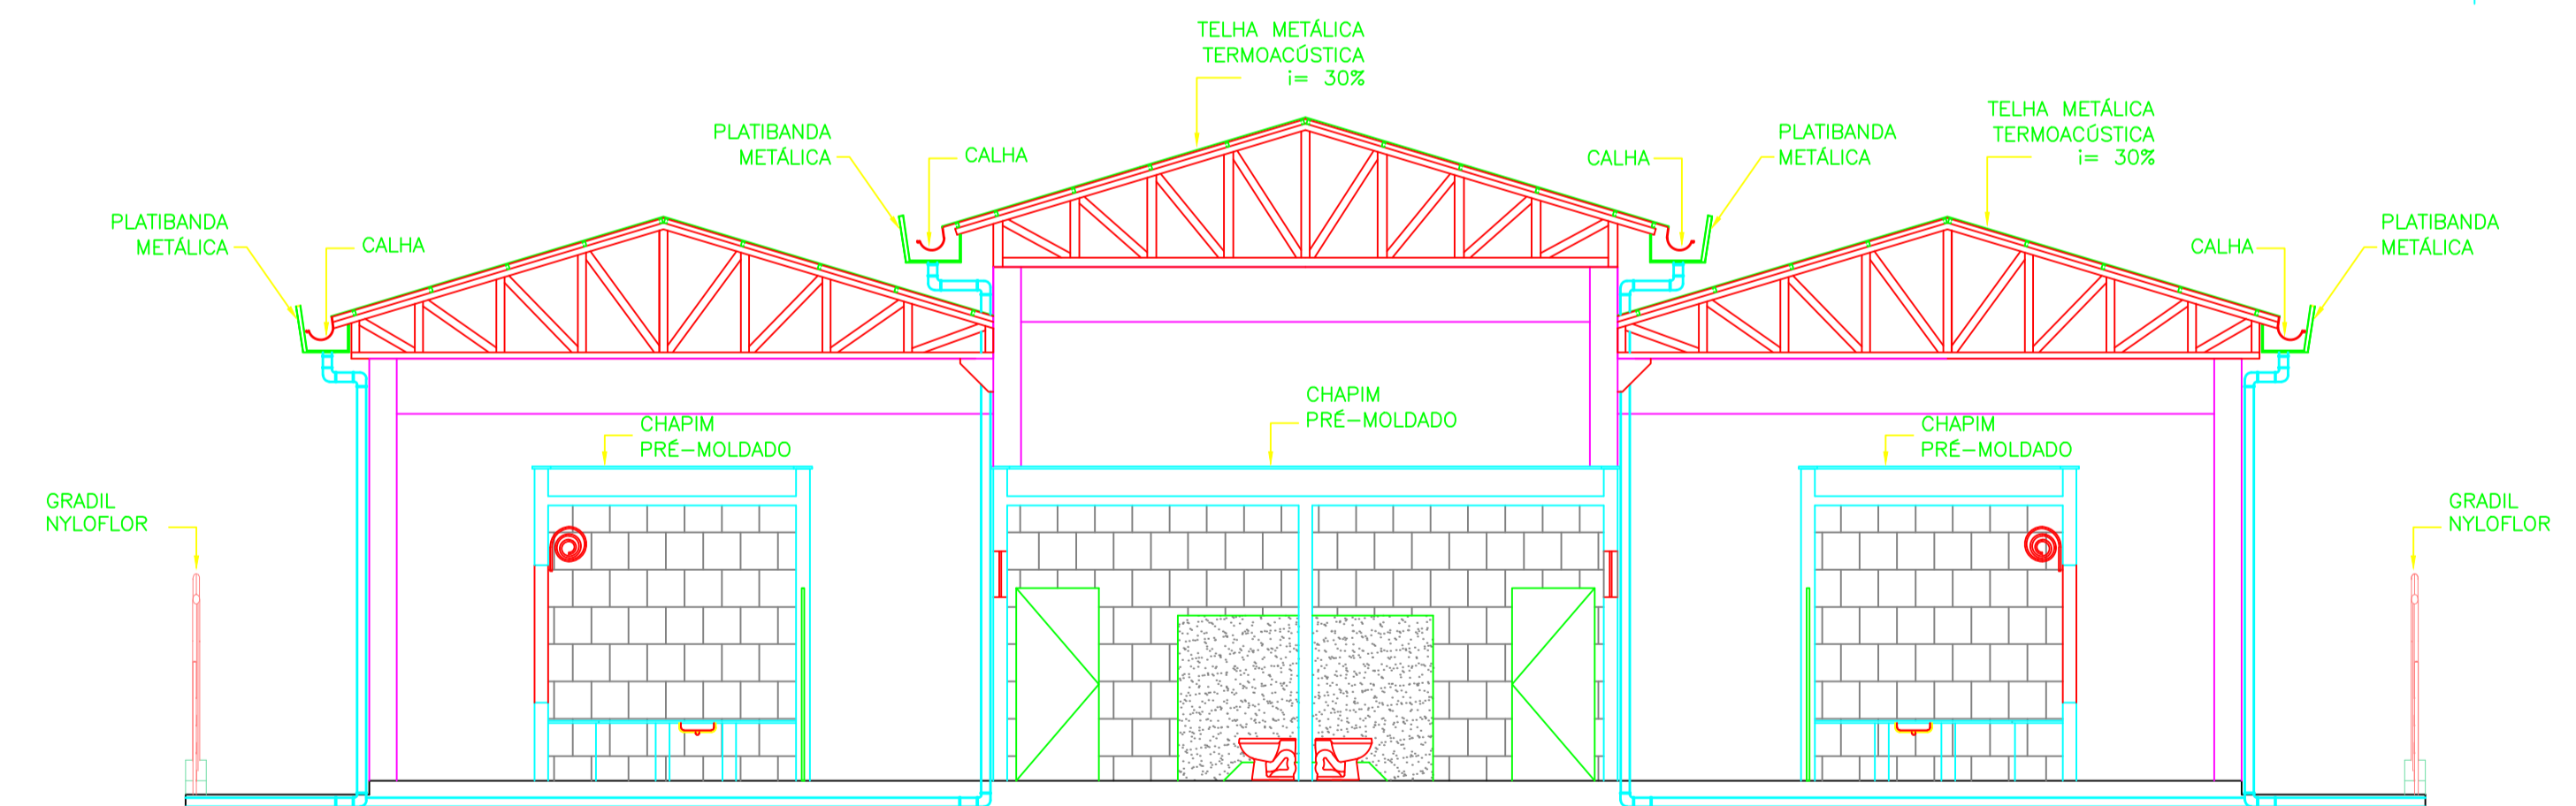 TELHA METÁLICA
TERMOACÚSTICA
i= 30%
TELHA METÁLICA
TERMOACÚSTICA
i= 30%
PLATIBANDA
METÁLICA
CALHA
CALHA
PLATIBANDA
METÁLICA
PLATIBANDA
METÁLICA
CALHA
CALHA
PLATIBANDA
METÁLICA
CHAPIM
PRÉ-MOLDADO
CHAPIM
PRÉ-MOLDADO
CHAPIM
PRÉ-MOLDADO
GRADIL
NYLOFLOR
GRADIL
NYLOFLOR